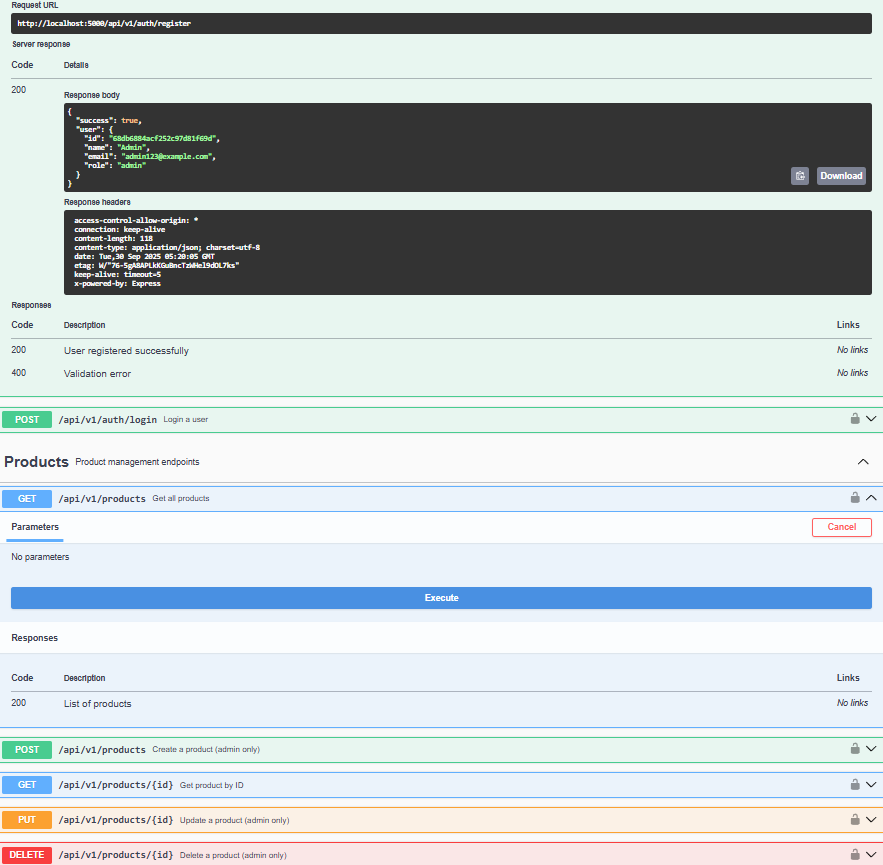 Request URL
http://localhost:5000/api/v1/auth/register
Server response
Code Details
200
Response body
{
"success": true,
"user": {
"id": "68db6884acf252c97d81f69d",
"name": "Admin",
"email": "admin123@example.com",
"role": "admin"
}
}
Download
Response headers
access-control-allow-origin: *
connection: keep-alive
content-length: 118
content-type: application/json; charset=utf-8
date: Tue,30 Sep 2025 05:20:05 GMT
etag: W/"76-5gA8APLkKGuBncTzWHel9dOL7ks"
keep-alive: timeout=5
x-powered-by: Express
Responses
Code Description Links
200 User registered successfully No links
400 Validation error No links
POST /api/v1/auth/login Login a user
Products Product management endpoints
GET /api/v1/products Get all products
Parameters Cancel
No parameters
Execute
Responses
Code Description Links
200 List of products No links
POST /api/v1/products Create a product (admin only)
GET /api/v1/products/{id} Get product by ID
PUT /api/v1/products/{id} Update a product (admin only)
DELETE /api/v1/products/{id} Delete a product (admin only)